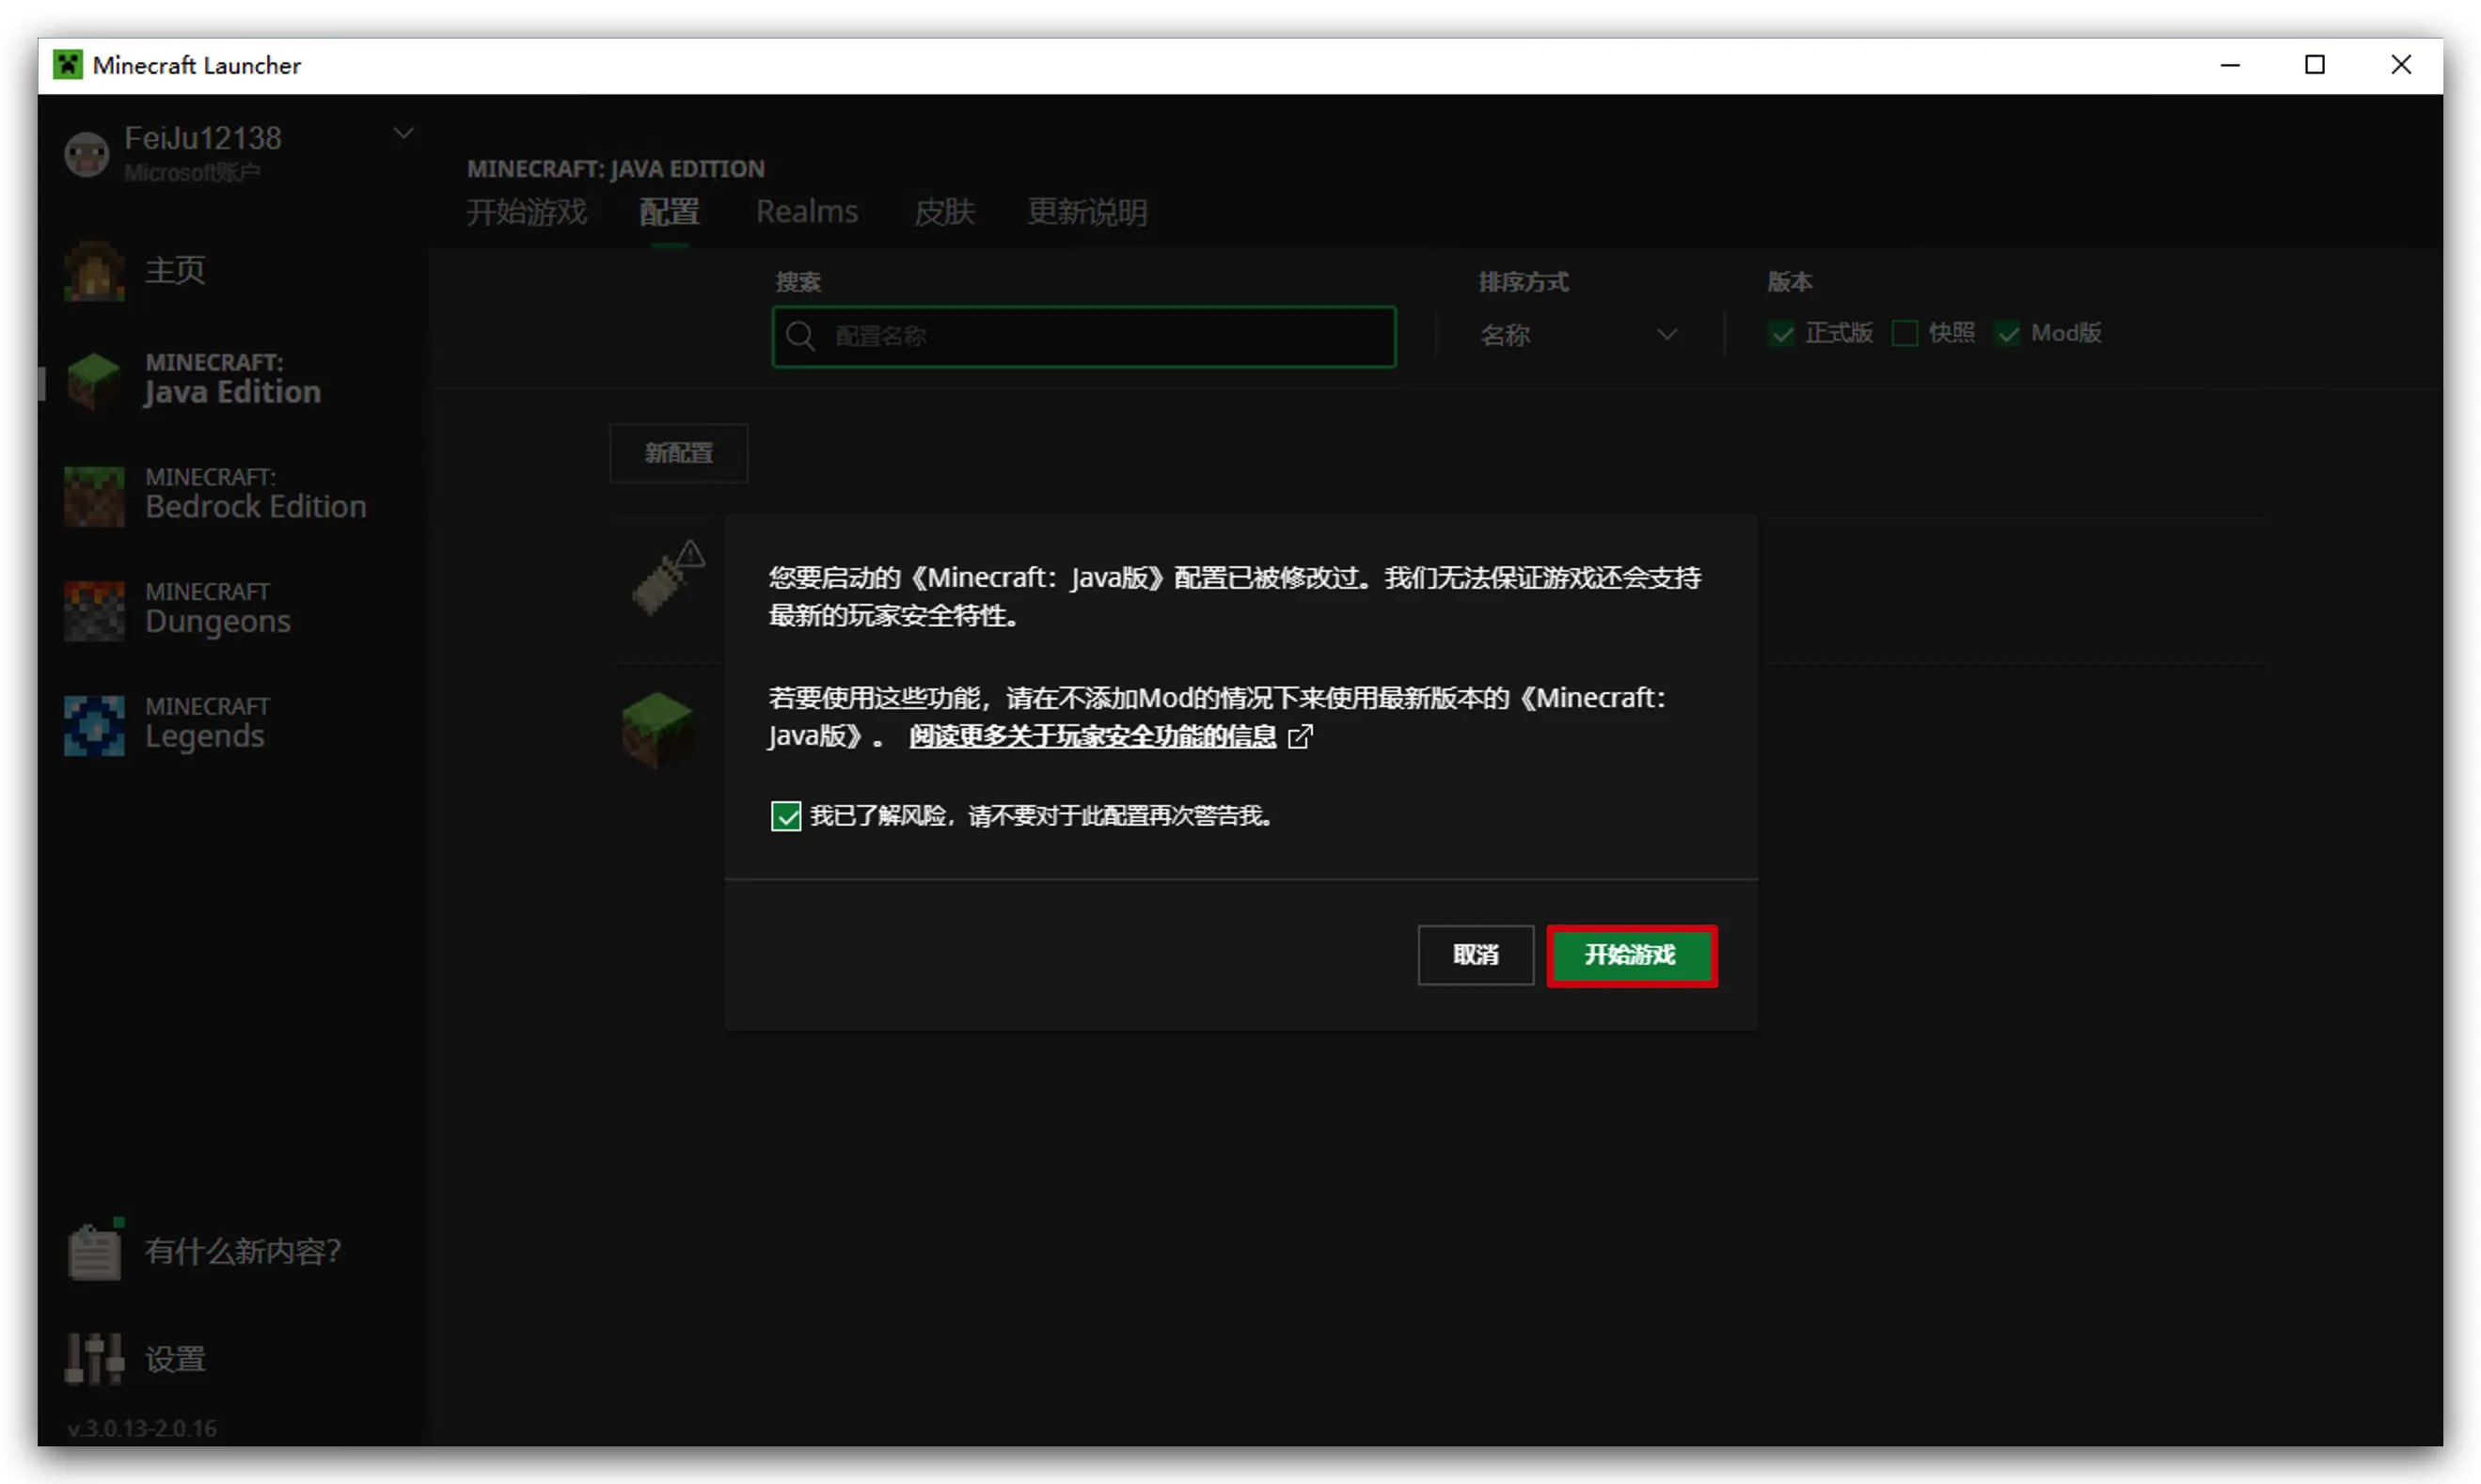 Minecraft Launcher
FeiJu12138
Microsoft账户
主页
MINECRAFT:
Java Edition
MINECRAFT:
Bedrock Edition
MINECRAFT
Dungeons
MINECRAFT
Legends
有什么新内容?
设置
v.3.0.13-2.0.16
MINECRAFT: JAVA EDITION
开始游戏 配置 Realms 皮肤 更新说明
搜索 排序方式 版本
配置名称 名称 正式版 快照 Mod版
新配置
您要启动的《Minecraft：Java版》配置已被修改过。我们无法保证游戏还会支持
最新的玩家安全特性。
若要使用这些功能，请在不添加Mod的情况下来使用最新版本的《Minecraft：
Java版》。 阅读更多关于玩家安全功能的信息
我已了解风险，请不要对于此配置再次警告我。
取消 开始游戏